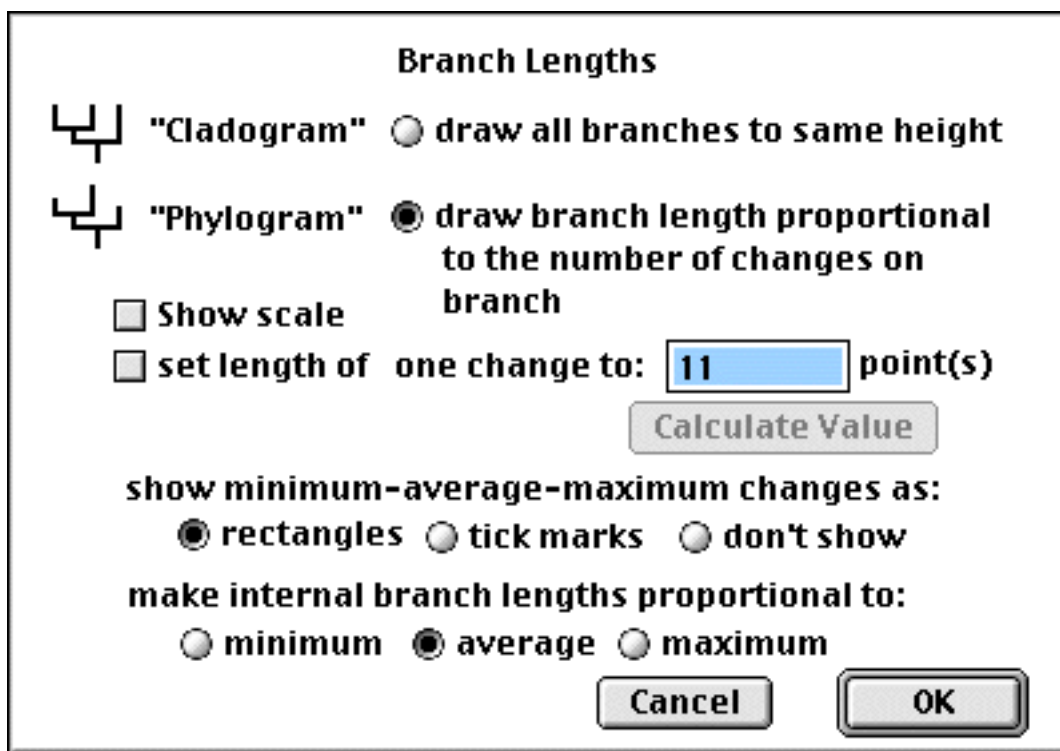 Branch Lengths
"Cladogram" draw all branches to same height
"Phylogram" draw branch length proportional
to the number of changes on
branch
Show scale
set length of one change to: 11 point(s)
Calculate Value
show minimum-average-maximum changes as:
rectangles tick marks don't show
make internal branch lengths proportional to:
minimum average maximum
Cancel OK